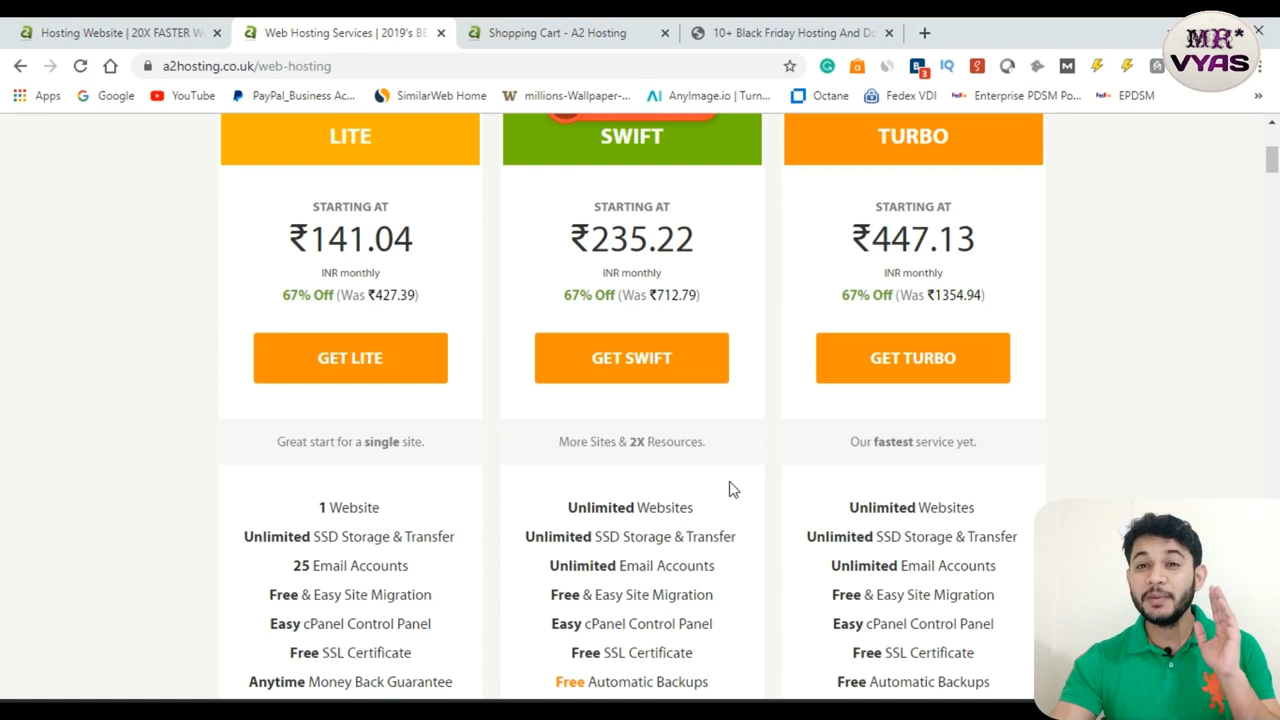 Hosting Website | 20X FASTER W
Web Hosting Services | 2019's BE
Shopping Cart - A2 Hosting
10+ Black Friday Hosting And Do
MR*
VYAS
a2hosting.co.uk/web-hosting
Apps
Google
YouTube
PayPal_Business Ac...
SimilarWeb Home
millions-Wallpaper-...
AnyImage.io | Turn...
Octane
Fedex VDI
Enterprise PDSM Po...
EPDSM
LITE
STARTING AT
₹141.04
INR monthly
67% Off (Was ₹427.39)
GET LITE
Great start for a single site.
1 Website
Unlimited SSD Storage & Transfer
25 Email Accounts
Free & Easy Site Migration
Easy cPanel Control Panel
Free SSL Certificate
Anytime Money Back Guarantee
SWIFT
STARTING AT
₹235.22
INR monthly
67% Off (Was ₹712.79)
GET SWIFT
More Sites & 2X Resources.
Unlimited Websites
Unlimited SSD Storage & Transfer
Unlimited Email Accounts
Free & Easy Site Migration
Easy cPanel Control Panel
Free SSL Certificate
Free Automatic Backups
TURBO
STARTING AT
₹447.13
INR monthly
67% Off (Was ₹1354.94)
GET TURBO
Our fastest service yet.
Unlimited Websites
Unlimited SSD Storage & Transfer
Unlimited Email Accounts
Free & Easy Site Migration
Easy cPanel Control Panel
Free SSL Certificate
Free Automatic Backups